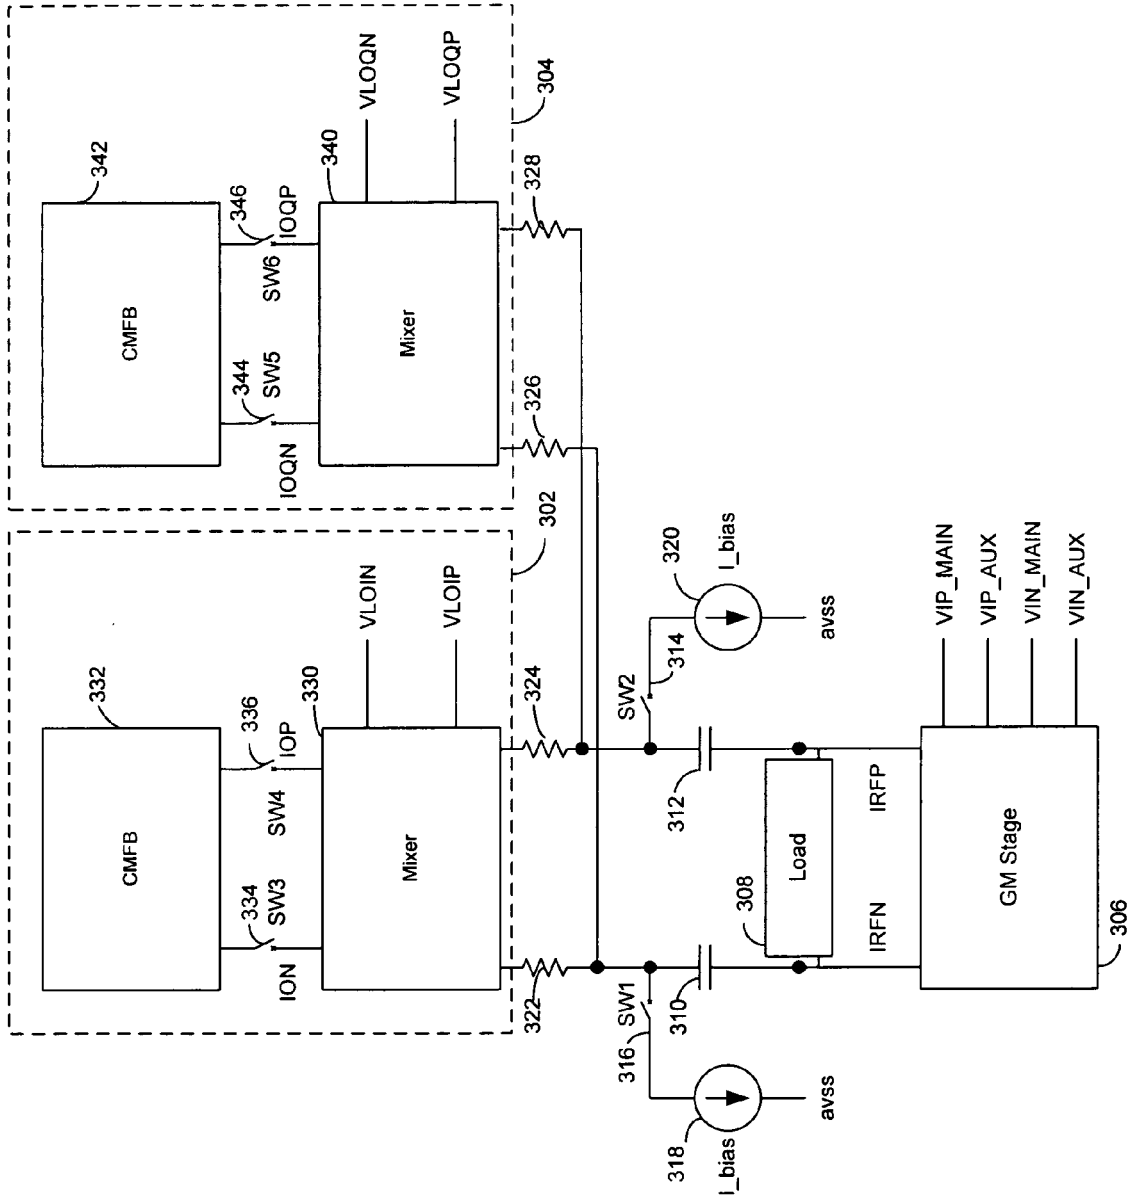 304
VLOQN
VLOQP
342
CMFB
346
IOQP
SW6
340
Mixer
328
344
SW5
IOQN
326
302
VLOIN
VLOIP
332
CMFB
336
IOP
SW4
330
Mixer
324
334
SW3
ION
322
320
I_bias
avss
314
SW2
312
SW1
316
310
318
I_bias
avss
Load
308
IRFP
IRFN
GM Stage
306
VIP_MAIN
VIP_AUX
VIN_MAIN
VIN_AUX